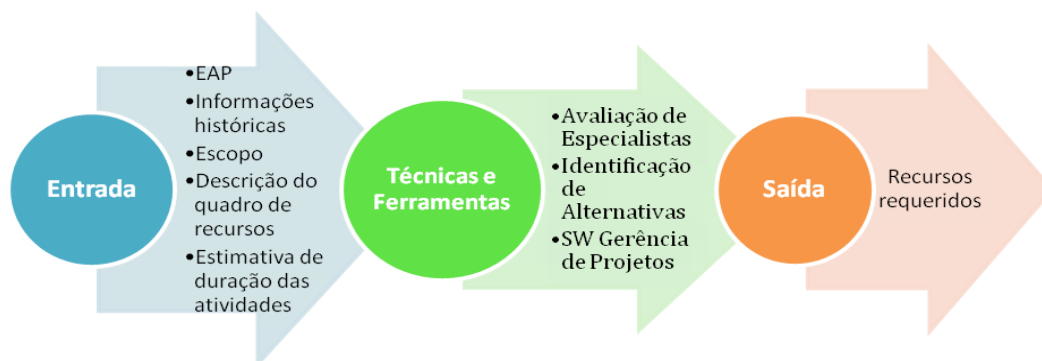 Entrada
•EAP
•Informações
históricas
•Escopo
•Descrição do
quadro de
recursos
•Estimativa de
duração das
atividades
Técnicas e
Ferramentas
•Avaliação de
Especialistas
•Identificação
de
Alternativas
•SW Gerência
de Projetos
Saída
Recursos
requeridos